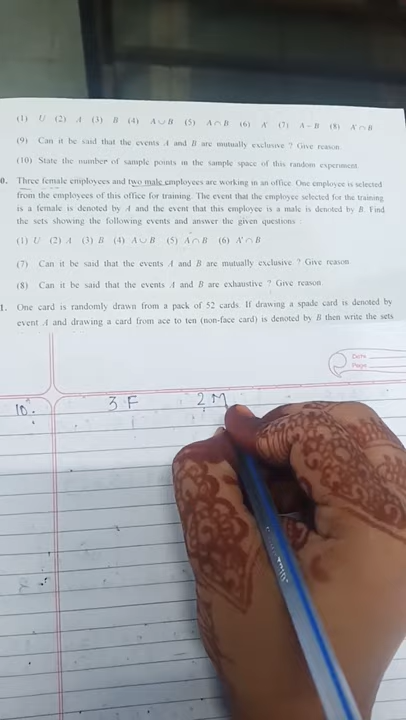 (1) U (2) A (3) B (4) A ∪ B (5) A ∩ B (6) A' (7) A − B (8) A' ∩ B
(9) Can it be said that the events A and B are mutually exclusive ? Give reason.
(10) State the number of sample points in the sample space of this random experiment.
0. Three female employees and two male employees are working in an office. One employee is selected
from the employees of this office for training. The event that the employee selected for the training
is a female is denoted by A and the event that this employee is a male is denoted by B. Find
the sets showing the following events and answer the given questions :
(1) U (2) A (3) B (4) A ∪ B (5) A ∩ B (6) A' ∩ B
(7) Can it be said that the events A and B are mutually exclusive ? Give reason.
(8) Can it be said that the events A and B are exhaustive ? Give reason.
1. One card is randomly drawn from a pack of 52 cards. If drawing a spade card is denoted by
event A and drawing a card from ace to ten (non-face card) is denoted by B then write the sets
Date
Page
10. 3 F 2 M